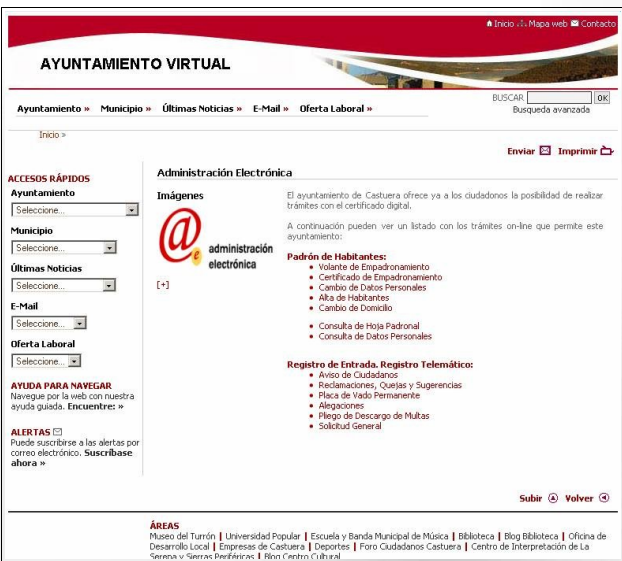 Inicio Mapa web Contacto
AYUNTAMIENTO VIRTUAL
BUSCAR OK
Ayuntamiento » Municipio » Últimas Noticias » E-Mail » Oferta Laboral »
Busqueda avanzada
Inicio »
Enviar Imprimir
ACCESOS RÁPIDOS
Ayuntamiento
Seleccione...
Municipio
Seleccione...
Últimas Noticias
Seleccione...
E-Mail
Seleccione...
Oferta Laboral
Seleccione...
AYUDA PARA NAVEGAR
Navegue por la web con nuestra
ayuda guiada. Encuentre: »
ALERTAS
Puede suscribirse a las alertas por
correo electrónico. Suscríbase
ahora »
Administración Electrónica
Imágenes
@e administración
electrónica
[+]
El ayuntamiento de Castuera ofrece ya a los ciudadonos la posibilidad de realizar
trámites con el certificado digital.
A continuación pueden ver un listado con los trámites on-line que permite este
ayuntamiento:
Padrón de Habitantes:
• Volante de Empadronamiento
• Certificado de Empadronamiento
• Cambio de Datos Personales
• Alta de Habitantes
• Cambio de Domicilio
• Consulta de Hoja Padronal
• Consulta de Datos Personales
Registro de Entrada. Registro Telemático:
• Aviso de Ciudadanos
• Reclamaciones, Quejas y Sugerencias
• Placa de Vado Permanente
• Alegaciones
• Pliego de Descargo de Multas
• Solicitud General
Subir Volver
ÁREAS
Museo del Turrón | Universidad Popular | Escuela y Banda Municipal de Música | Biblioteca | Blog Biblioteca | Oficina de
Desarrollo Local | Empresas de Castuera | Deportes | Foro Ciudadanos Castuera | Centro de Interpretación de La
Serena y Sierras Periféricas | Blog Centro Cultural